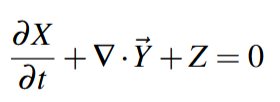 ∂X/∂t + ∇ · Y⃗ + Z = 0